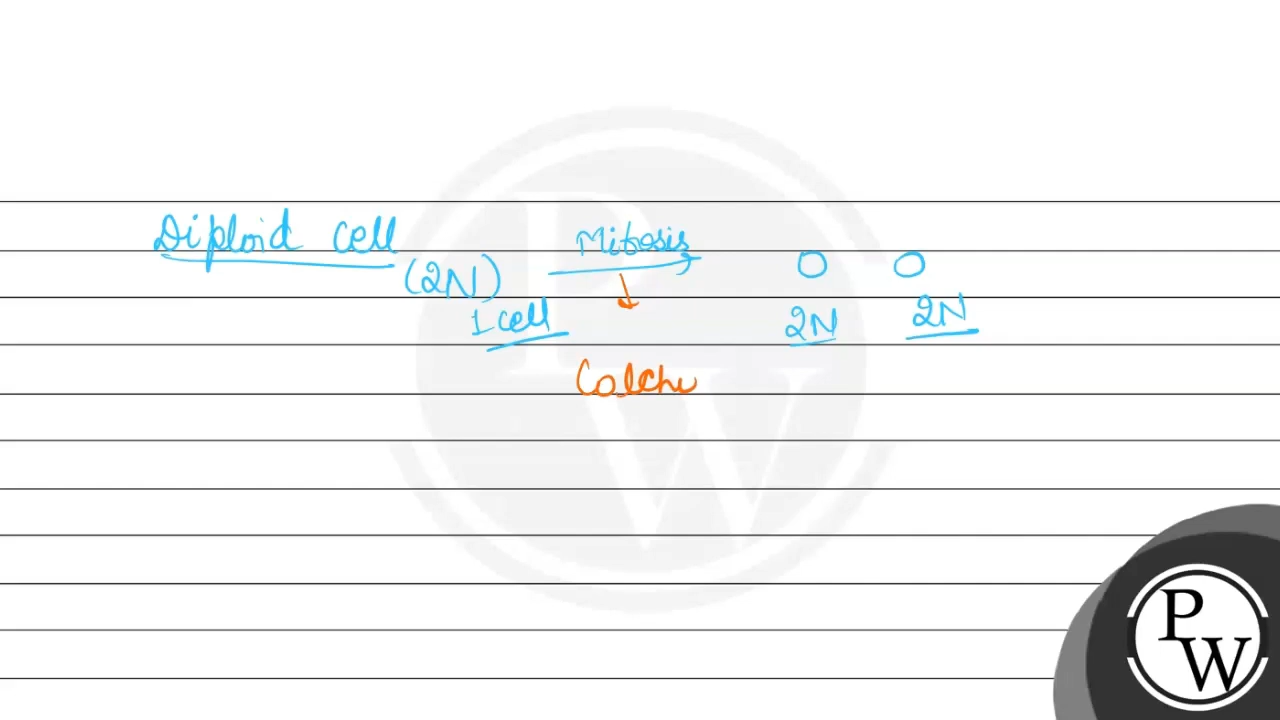 Diploid cell
(2N)
1 cell
Mitosis
2N 2N
Colchi
P
W
P
W